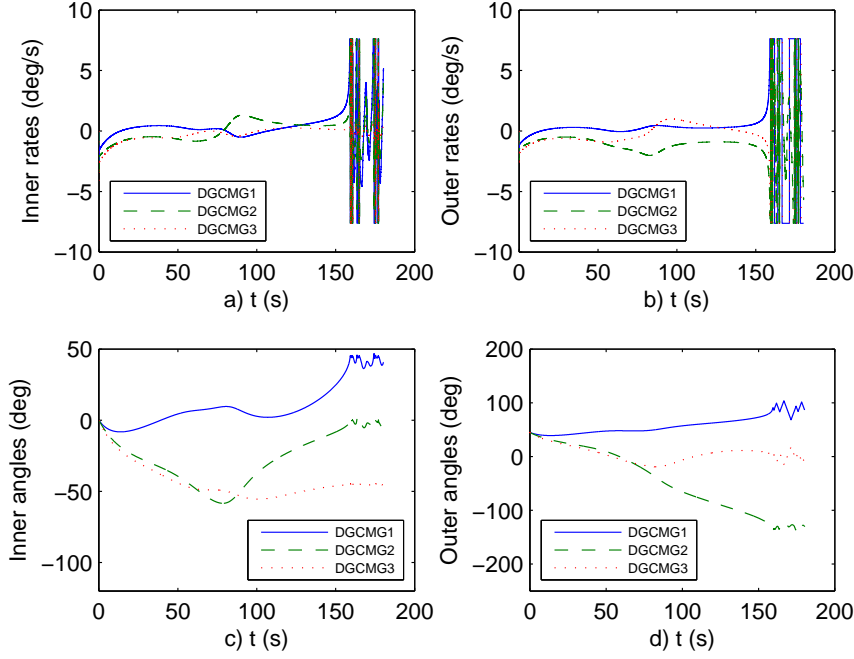 10
5
0
−5
−10
Inner rates (deg/s)
DGCMG1
DGCMG2
DGCMG3
0
50
100
150
200
a) t (s)
10
5
0
−5
−10
Outer rates (deg/s)
DGCMG1
DGCMG2
DGCMG3
0
50
100
150
200
b) t (s)
50
0
−50
−100
Inner angles (deg)
DGCMG1
DGCMG2
DGCMG3
0
50
100
150
200
c) t (s)
200
100
0
−100
−200
Outer angles (deg)
DGCMG1
DGCMG2
DGCMG3
0
50
100
150
200
d) t (s)